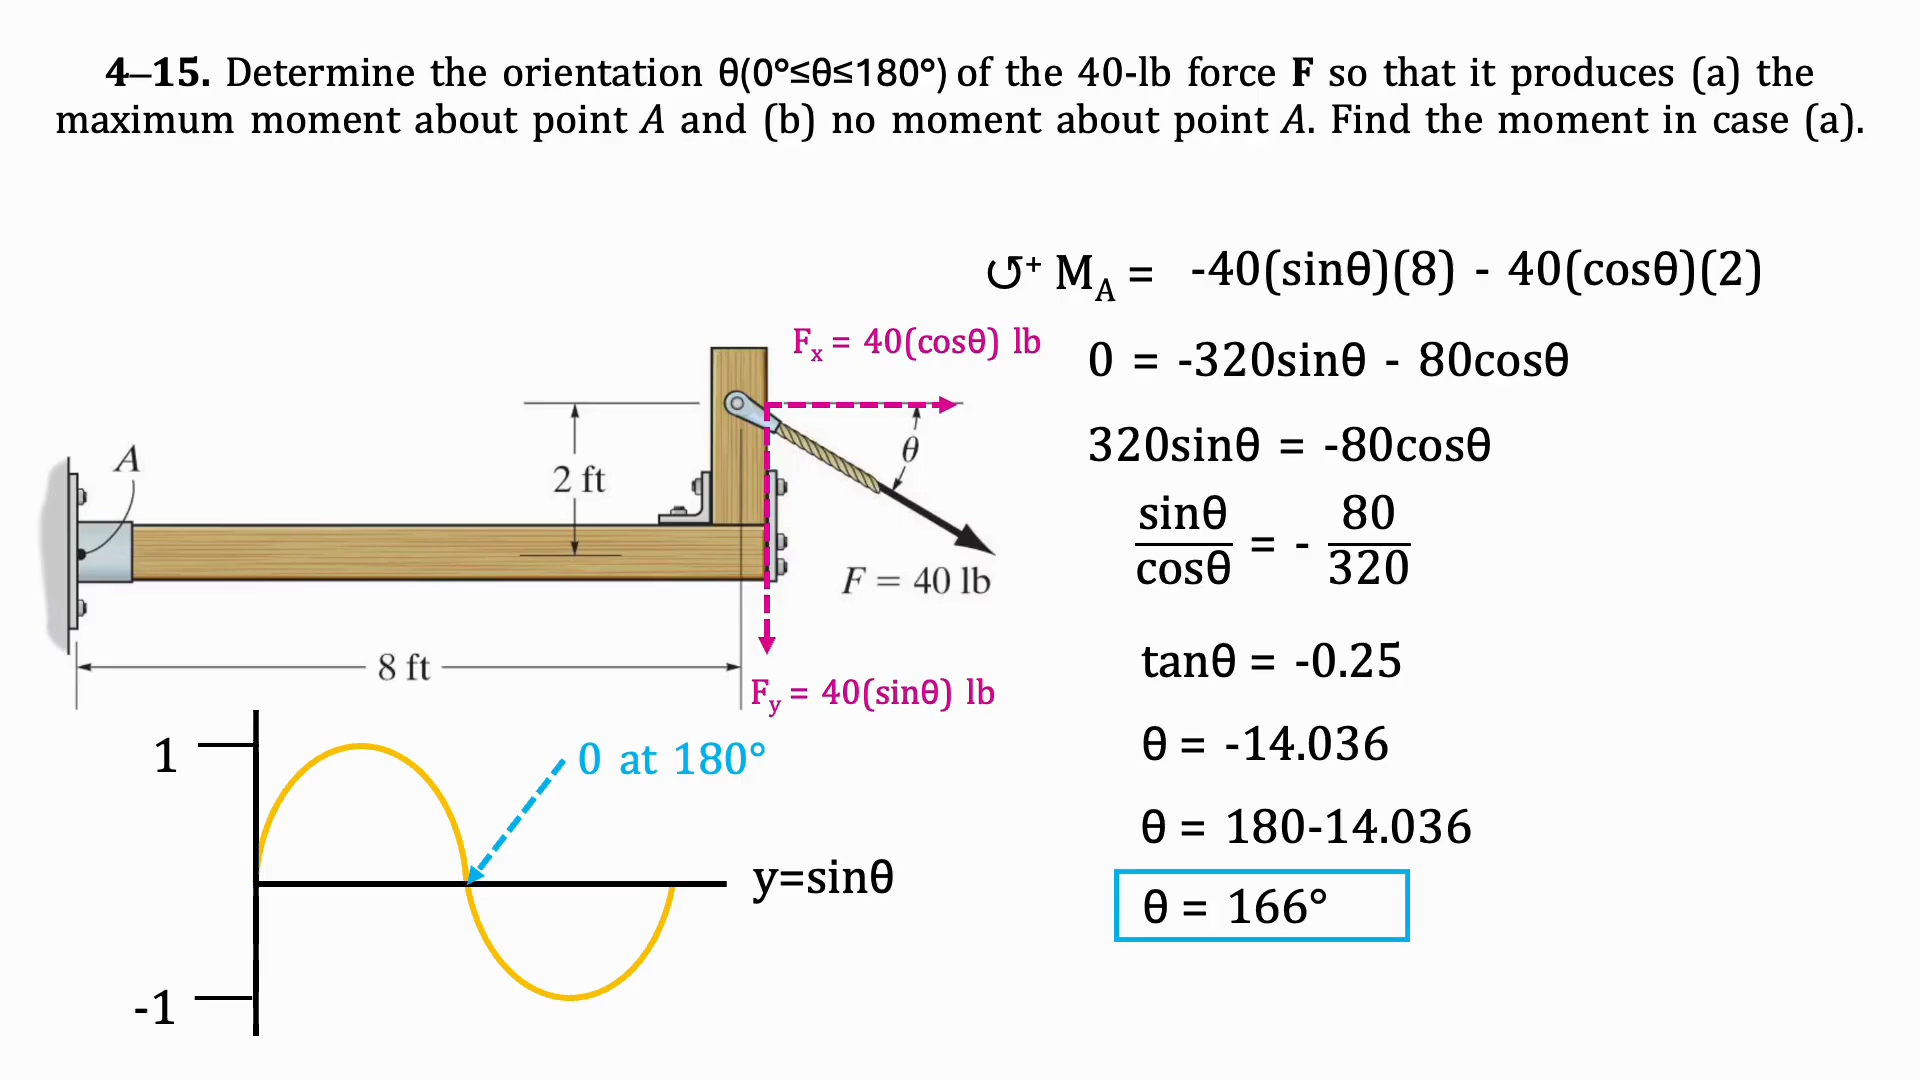 4–15. Determine the orientation θ(0°≤θ≤180°) of the 40-lb force F so that it produces (a) the
maximum moment about point A and (b) no moment about point A. Find the moment in case (a).
↺+ M_A = -40(sinθ)(8) - 40(cosθ)(2)
F_x = 40(cosθ) lb
0 = -320sinθ - 80cosθ
320sinθ = -80cosθ
A
θ
2 ft
sinθ/cosθ = - 80/320
F = 40 lb
8 ft
tanθ = -0.25
F_y = 40(sinθ) lb
θ = -14.036
1
0 at 180°
θ = 180-14.036
y=sinθ
θ = 166°
-1